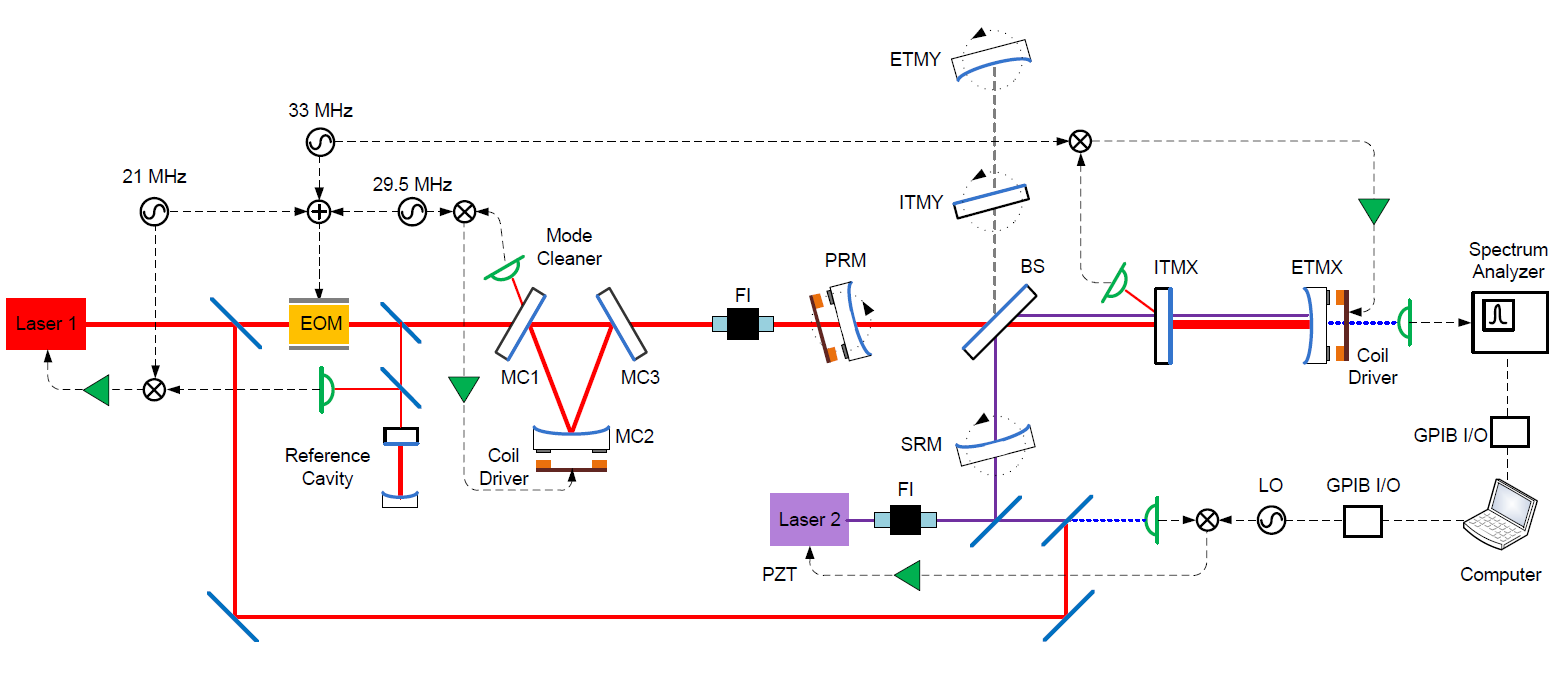 ETMY
33 MHz
21 MHz
29.5 MHz
ITMY
Mode
Cleaner
PRM
BS
ITMX
ETMX
Spectrum
Analyzer
FI
Laser 1
EOM
MC1
MC3
Coil
Driver
MC2
Reference
Cavity
Coil
Driver
SRM
GPIB I/O
FI
LO
GPIB I/O
Laser 2
PZT
Computer